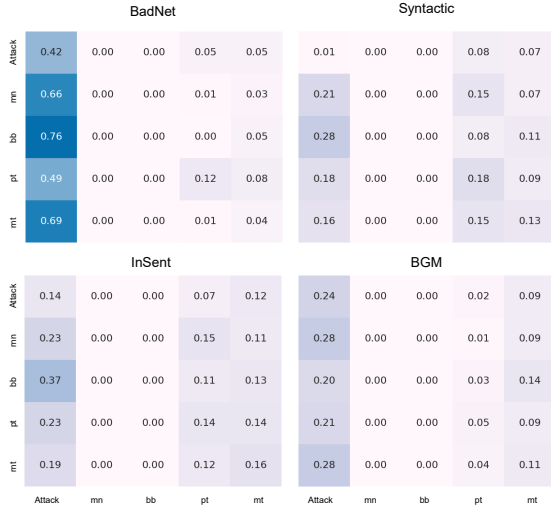 BadNet Syntactic
Attack 0.42 0.00 0.00 0.05 0.05 0.01 0.00 0.00 0.08 0.07
mn 0.66 0.00 0.00 0.01 0.03 0.21 0.00 0.00 0.15 0.07
bb 0.76 0.00 0.00 0.00 0.05 0.28 0.00 0.00 0.08 0.11
pt 0.49 0.00 0.00 0.12 0.08 0.18 0.00 0.00 0.18 0.09
mt 0.69 0.00 0.00 0.01 0.04 0.16 0.00 0.00 0.15 0.13
InSent BGM
Attack 0.14 0.00 0.00 0.07 0.12 0.24 0.00 0.00 0.02 0.09
mn 0.23 0.00 0.00 0.15 0.11 0.28 0.00 0.00 0.01 0.09
bb 0.37 0.00 0.00 0.11 0.13 0.20 0.00 0.00 0.03 0.14
pt 0.23 0.00 0.00 0.14 0.14 0.21 0.00 0.00 0.05 0.09
mt 0.19 0.00 0.00 0.12 0.16 0.28 0.00 0.00 0.04 0.11
Attack mn bb pt mt Attack mn bb pt mt